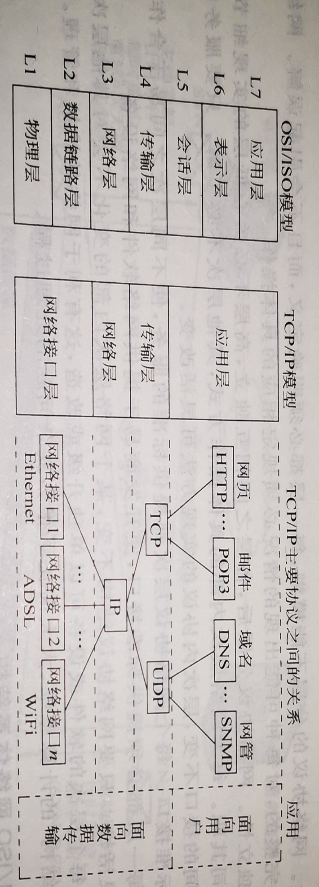 OSI/ISO模型
L7 应用层
L6 表示层
L5 会话层
L4 传输层
L3 网络层
L2 数据链路层
L1 物理层
TCP/IP模型
应用层
传输层
网络层
网络接口层
TCP/IP主要协议之间的关系
网页 邮件 域名 网管
HTTP … POP3 DNS … SNMP
TCP UDP
IP
… …
网络接口1 网络接口2 网络接口n
Ethernet ADSL WiFi
应用
面向用户
面向数据传输